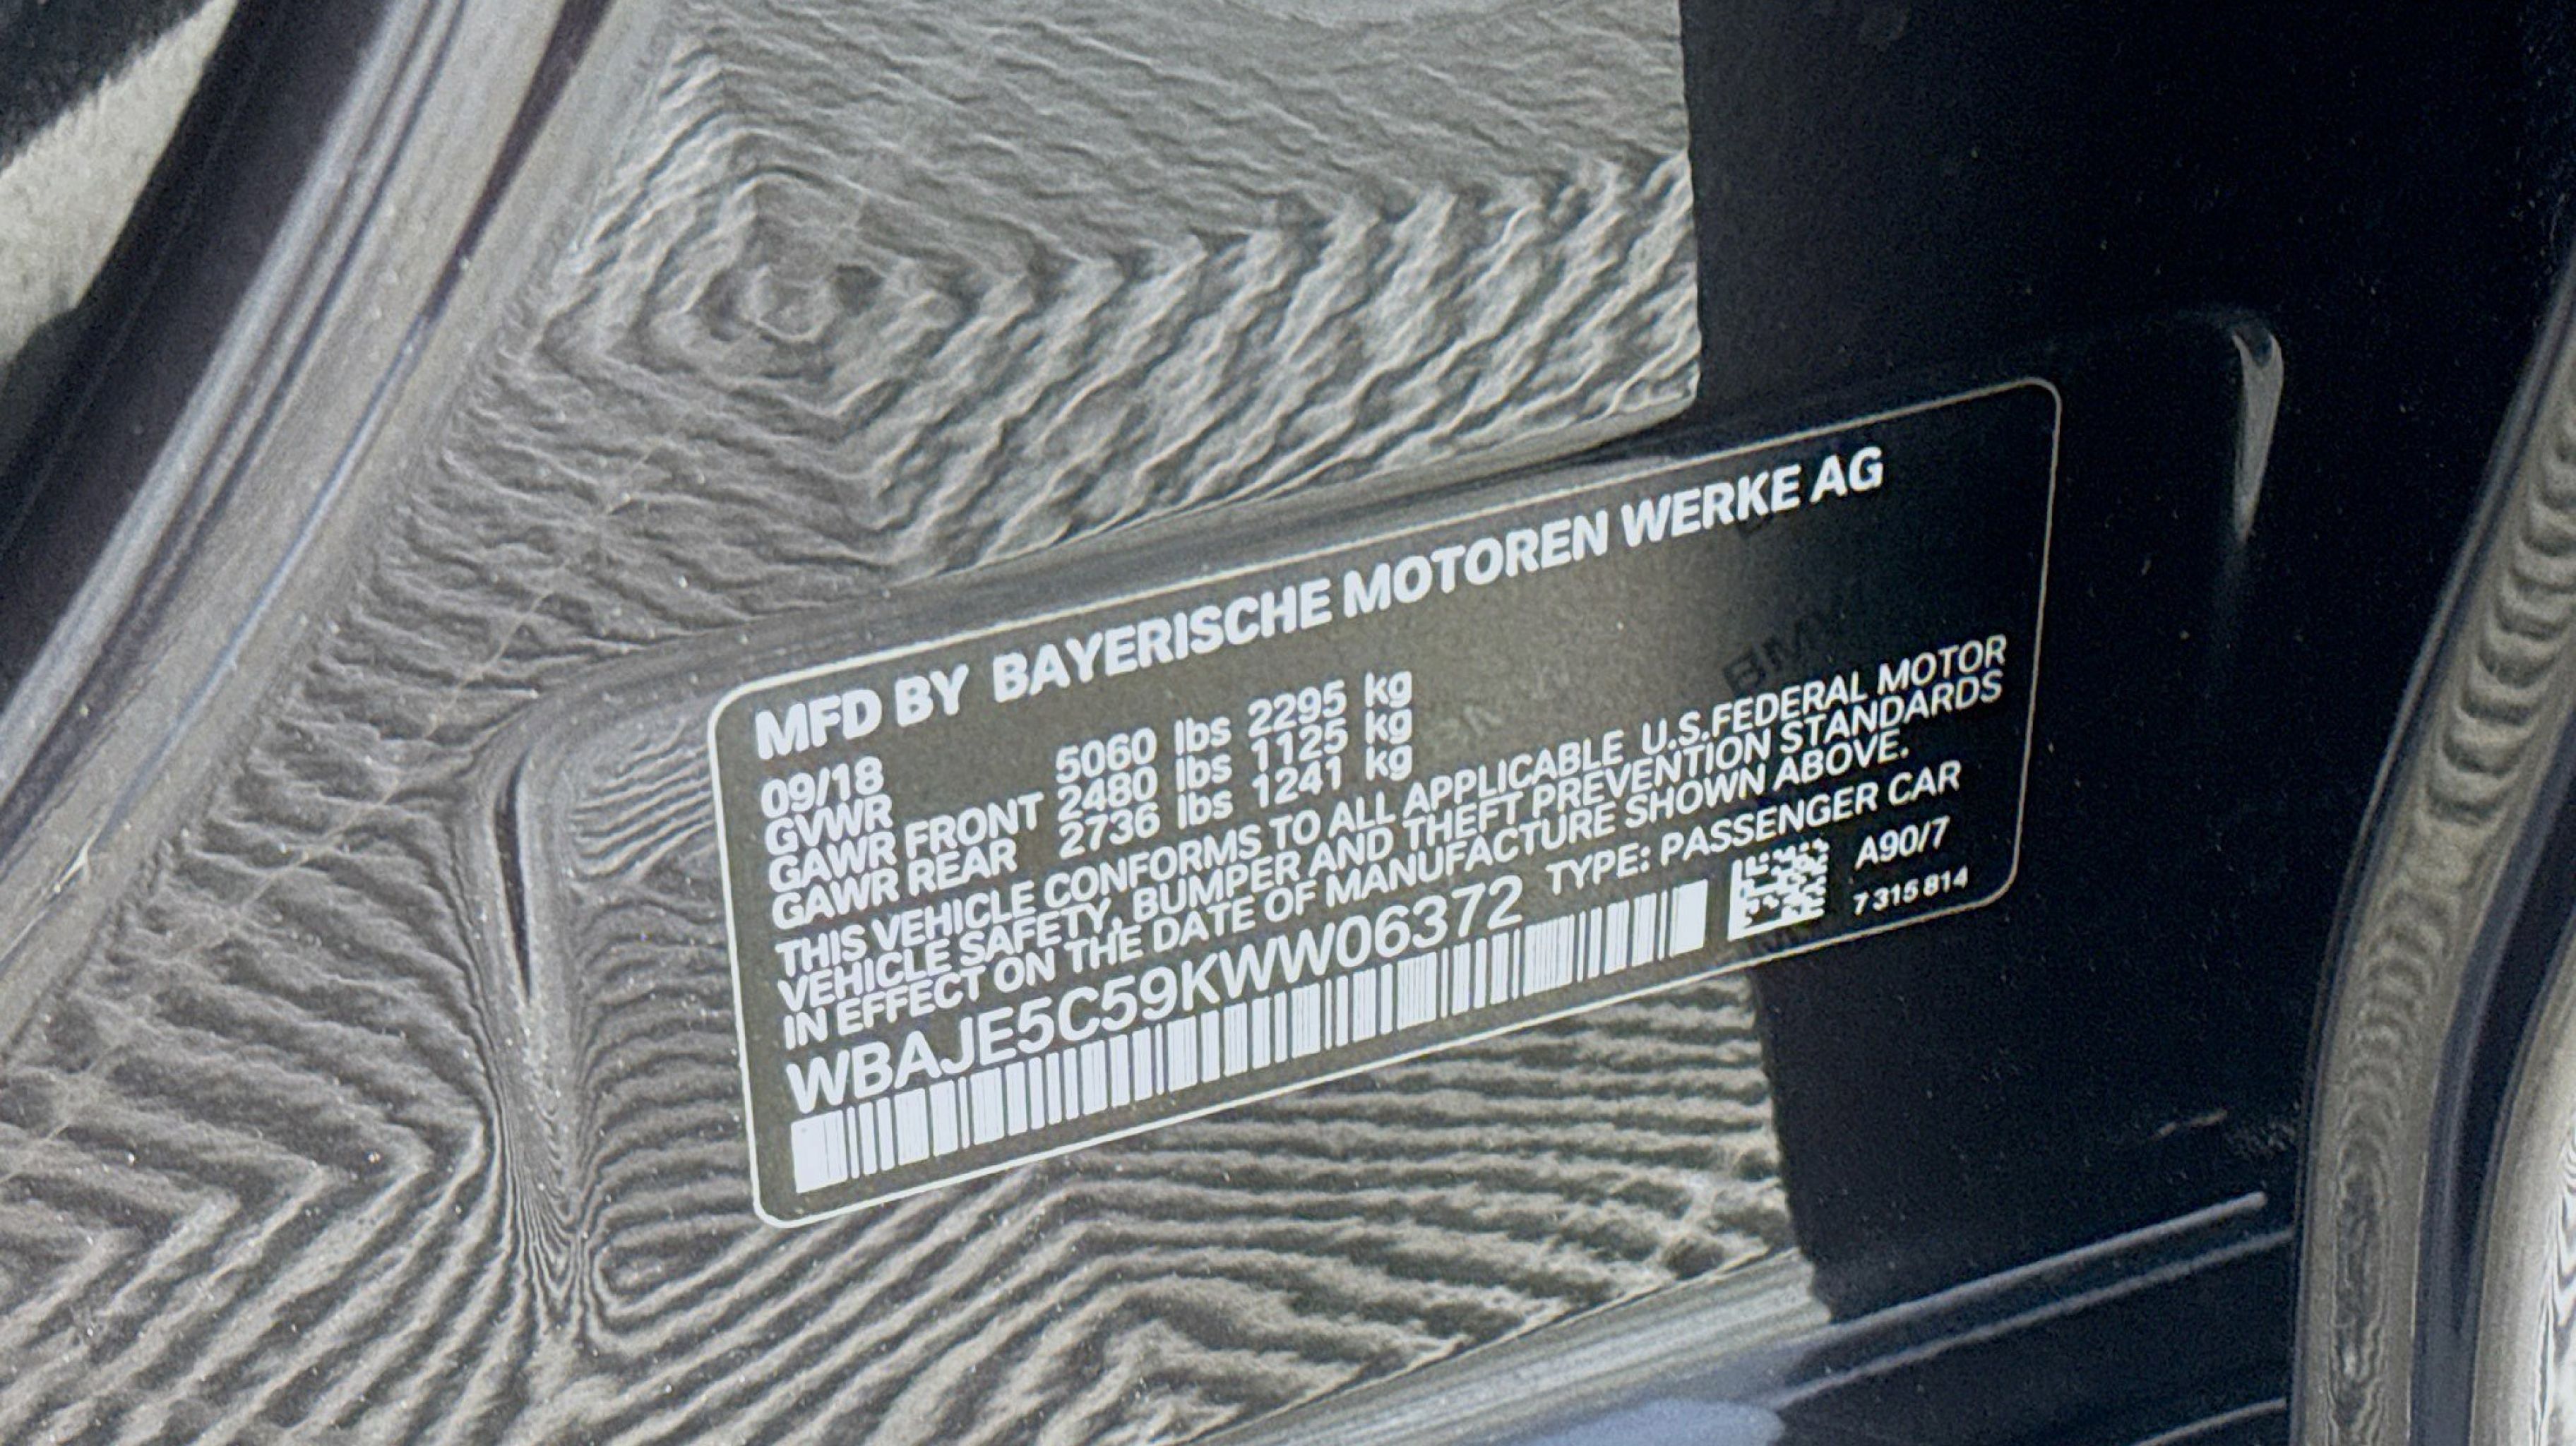 MFD BY BAYERISCHE MOTOREN WERKE AG
09/18
GVWR 5060 lbs 2295 kg
GAWR FRONT 2480 lbs 1125 kg
GAWR REAR 2736 lbs 1241 kg
THIS VEHICLE CONFORMS TO ALL APPLICABLE U.S.FEDERAL MOTOR
VEHICLE SAFETY, BUMPER AND THEFT PREVENTION STANDARDS
IN EFFECT ON THE DATE OF MANUFACTURE SHOWN ABOVE.
WBAJE5C59KWW06372 TYPE: PASSENGER CAR
A90/7
7 315 814
BMW